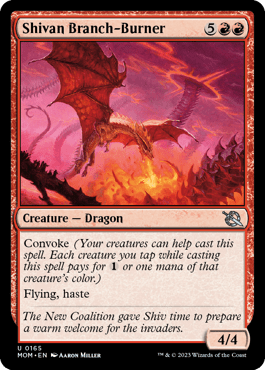 Shivan Branch-Burner 5
Creature — Dragon
Convoke (Your creatures can help cast this
spell. Each creature you tap while casting
this spell pays for 1 or one mana of that
creature's color.)
Flying, haste
The New Coalition gave Shiv time to prepare
a warm welcome for the invaders.
4/4
U 0165
MOM • EN AARON MILLER
™ & © 2023 Wizards of the Coast